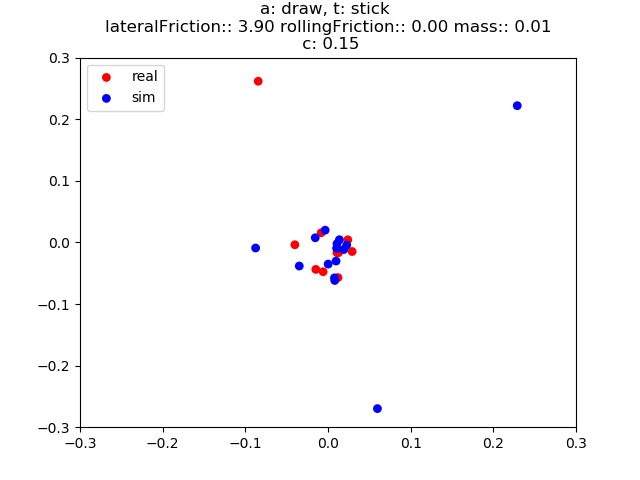 a: draw, t: stick
lateralFriction:: 3.90 rollingFriction:: 0.00 mass:: 0.01
c: 0.15
real
sim
0.3
0.2
0.1
0.0
−0.1
−0.2
−0.3
−0.3 −0.2 −0.1 0.0 0.1 0.2 0.3